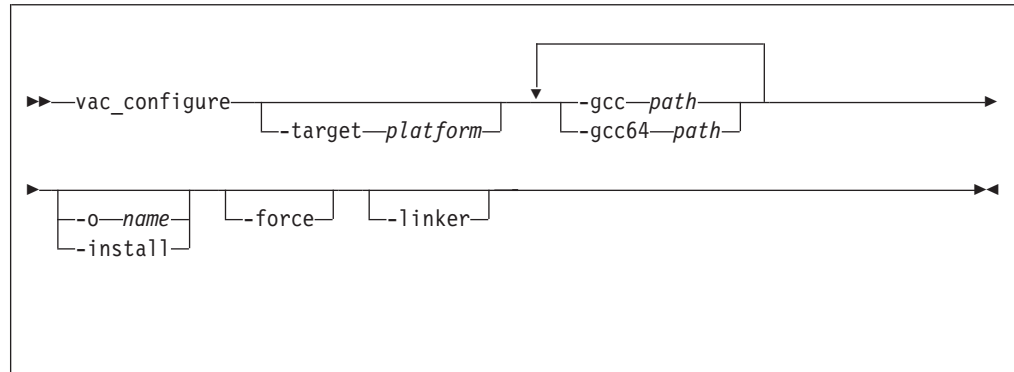 vac_configure -gcc path
-target platform -gcc64 path
-o name -force -linker
-install